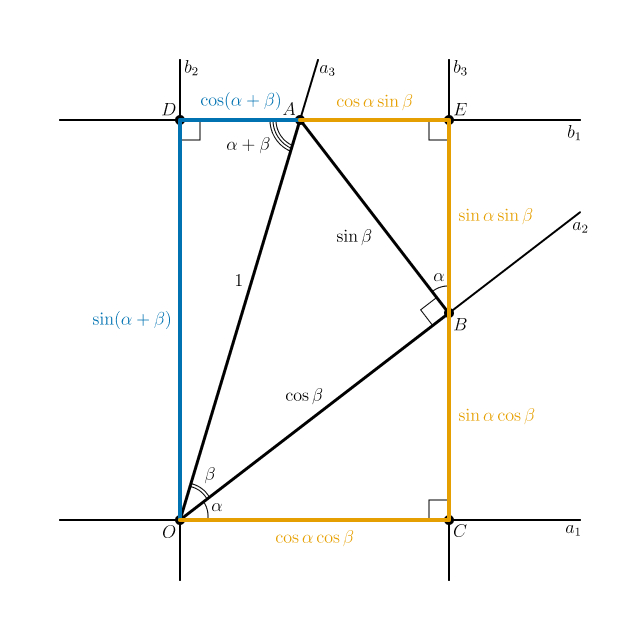 b₂
a₃
b₃
D
cos(α + β)
A
cos α sin β
E
b₁
α + β
sin α sin β
a₂
sin β
α
1
B
sin(α + β)
cos β
sin α cos β
β
α
O
C
a₁
cos α cos β